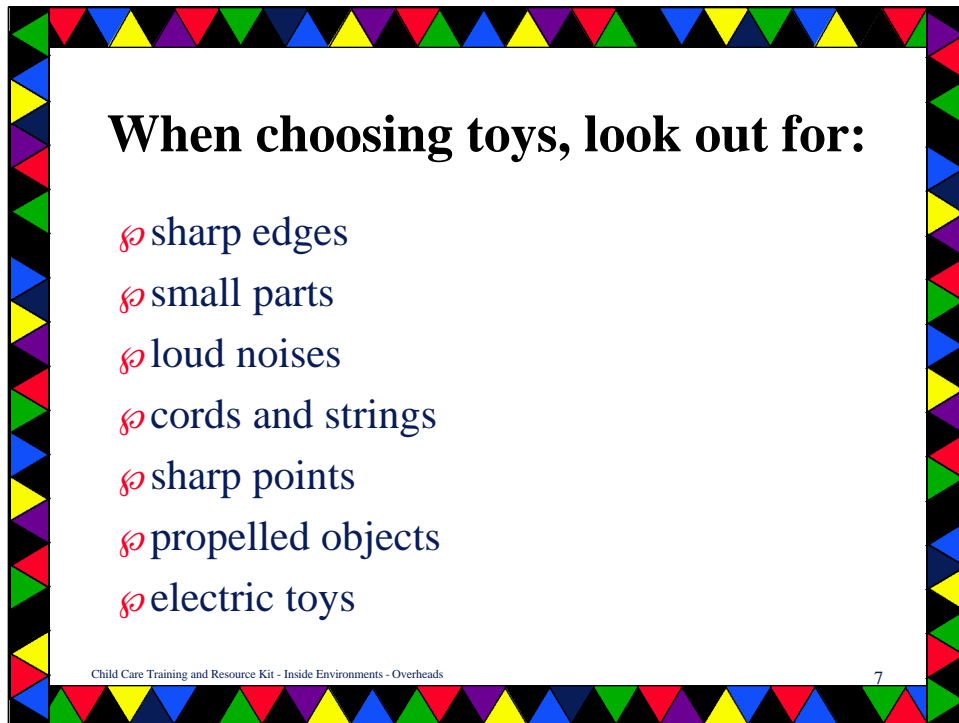 When choosing toys, look out for:
℘ sharp edges
℘ small parts
℘ loud noises
℘ cords and strings
℘ sharp points
℘ propelled objects
℘ electric toys
Child Care Training and Resource Kit - Inside Environments - Overheads 7